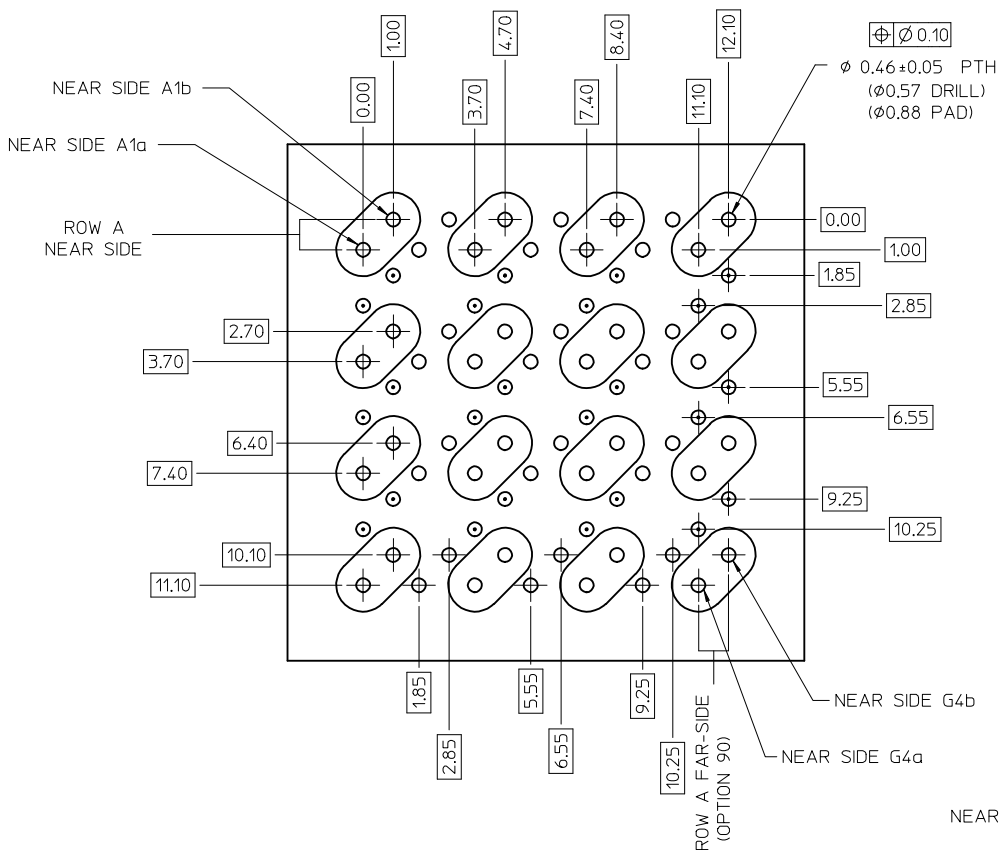 1.00
4.70
8.40
12.10
⌖ Ø 0.10
Ø 0.46±0.05 PTH
(Ø0.57 DRILL)
(Ø0.88 PAD)
NEAR SIDE A1b
0.00
3.70
7.40
11.10
NEAR SIDE A1a
ROW A
NEAR SIDE
0.00
1.00
1.85
2.85
2.70
3.70
5.55
6.55
6.40
7.40
9.25
10.25
10.10
11.10
1.85
2.85
5.55
6.55
9.25
10.25
ROW A FAR-SIDE
(OPTION 90)
NEAR SIDE G4b
NEAR SIDE G4a
NEAR